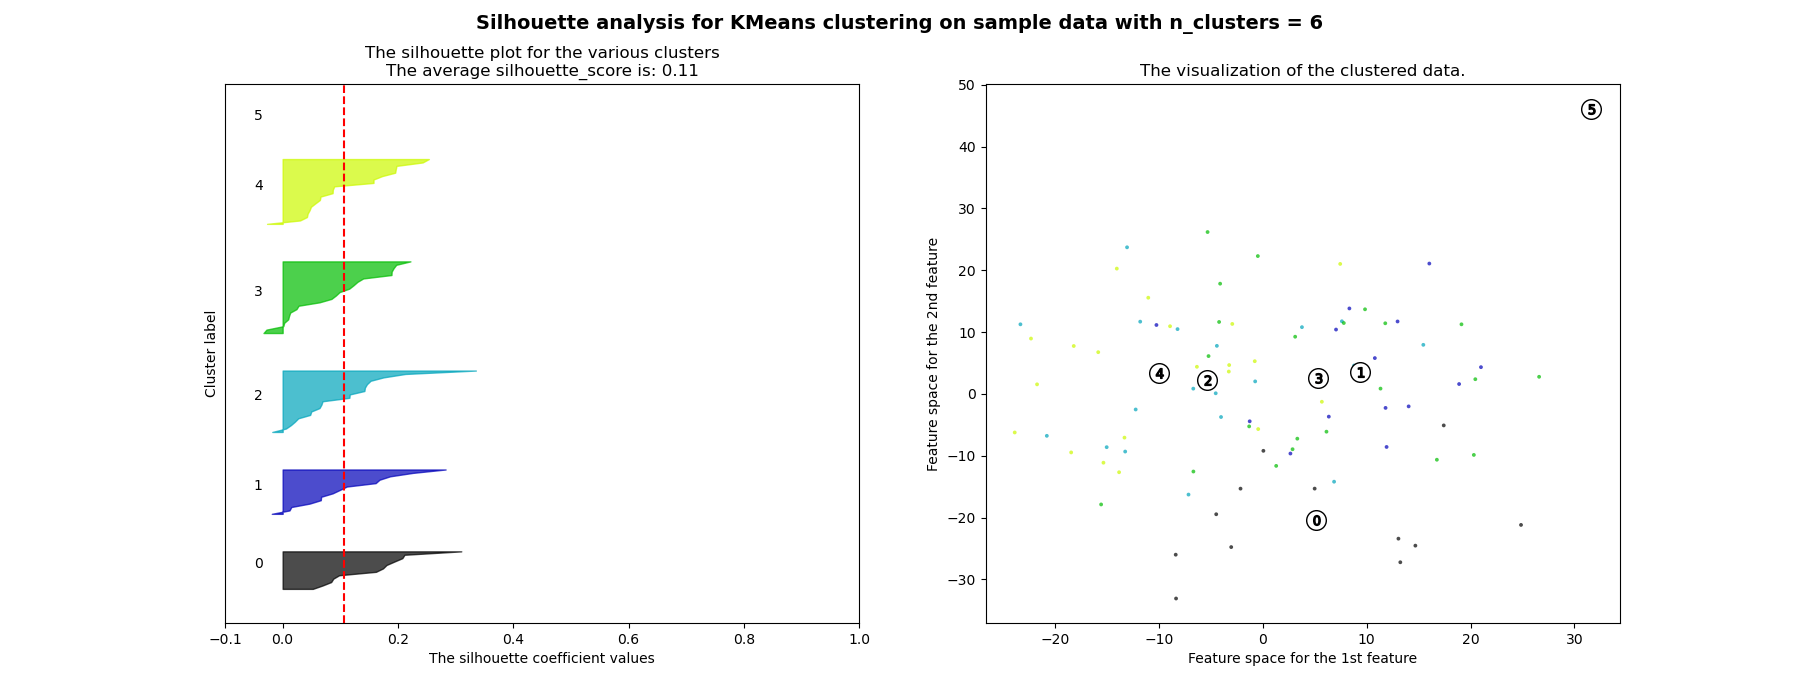 Silhouette analysis for KMeans clustering on sample data with n_clusters = 6
The silhouette plot for the various clusters
The average silhouette_score is: 0.11
5
4
3
2
1
0
Cluster label
−0.1 0.0 0.2 0.4 0.6 0.8 1.0
The silhouette coefficient values
The visualization of the clustered data.
50
40
30
20
10
0
−10
−20
−30
Feature space for the 2nd feature
5
4
2
3
1
0
−20 −10 0 10 20 30
Feature space for the 1st feature